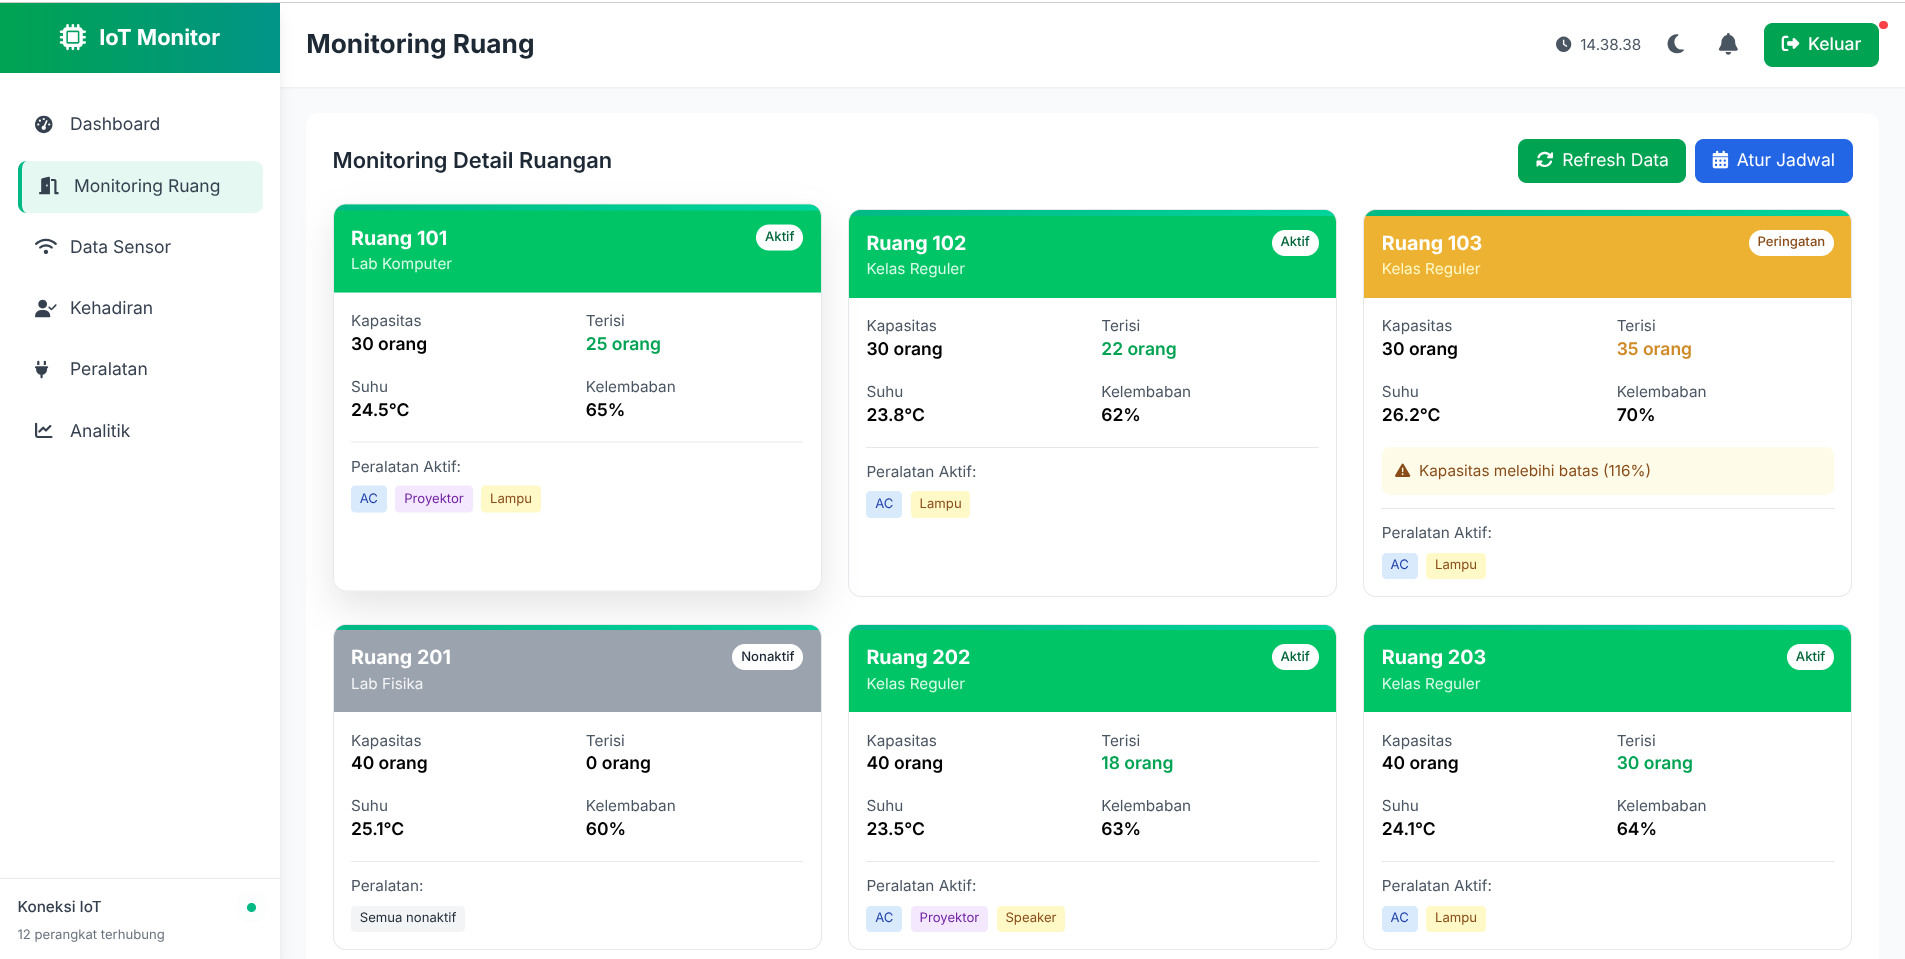 IoT Monitor
Monitoring Ruang
14.38.38
Keluar
Dashboard
Monitoring Ruang
Data Sensor
Kehadiran
Peralatan
Analitik
Koneksi IoT
12 perangkat terhubung
Monitoring Detail Ruangan
Refresh Data
Atur Jadwal
Ruang 101
Aktif
Lab Komputer
Kapasitas
Terisi
30 orang
25 orang
Suhu
Kelembaban
24.5°C
65%
Peralatan Aktif:
AC
Proyektor
Lampu
Ruang 102
Aktif
Kelas Reguler
Kapasitas
Terisi
30 orang
22 orang
Suhu
Kelembaban
23.8°C
62%
Peralatan Aktif:
AC
Lampu
Ruang 103
Peringatan
Kelas Reguler
Kapasitas
Terisi
30 orang
35 orang
Suhu
Kelembaban
26.2°C
70%
Kapasitas melebihi batas (116%)
Peralatan Aktif:
AC
Lampu
Ruang 201
Nonaktif
Lab Fisika
Kapasitas
Terisi
40 orang
0 orang
Suhu
Kelembaban
25.1°C
60%
Peralatan:
Semua nonaktif
Ruang 202
Aktif
Kelas Reguler
Kapasitas
Terisi
40 orang
18 orang
Suhu
Kelembaban
23.5°C
63%
Peralatan Aktif:
AC
Proyektor
Speaker
Ruang 203
Aktif
Kelas Reguler
Kapasitas
Terisi
40 orang
30 orang
Suhu
Kelembaban
24.1°C
64%
Peralatan Aktif:
AC
Lampu